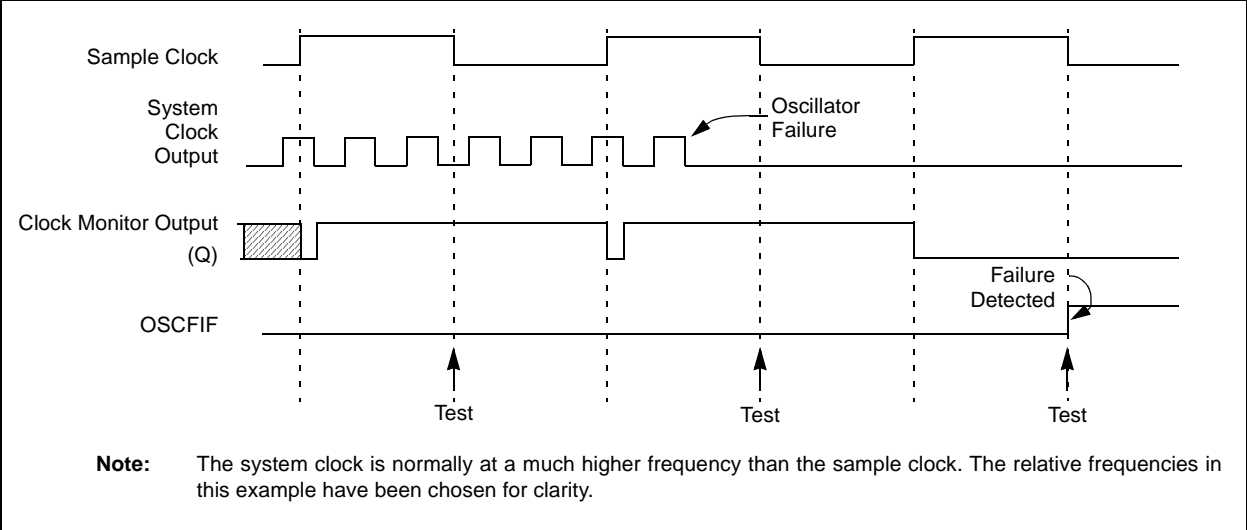 Sample Clock
System
Clock
Output
Oscillator
Failure
Clock Monitor Output
(Q)
Failure
Detected
OSCFIF
Test
Test
Test
Note: The system clock is normally at a much higher frequency than the sample clock. The relative frequencies in
this example have been chosen for clarity.